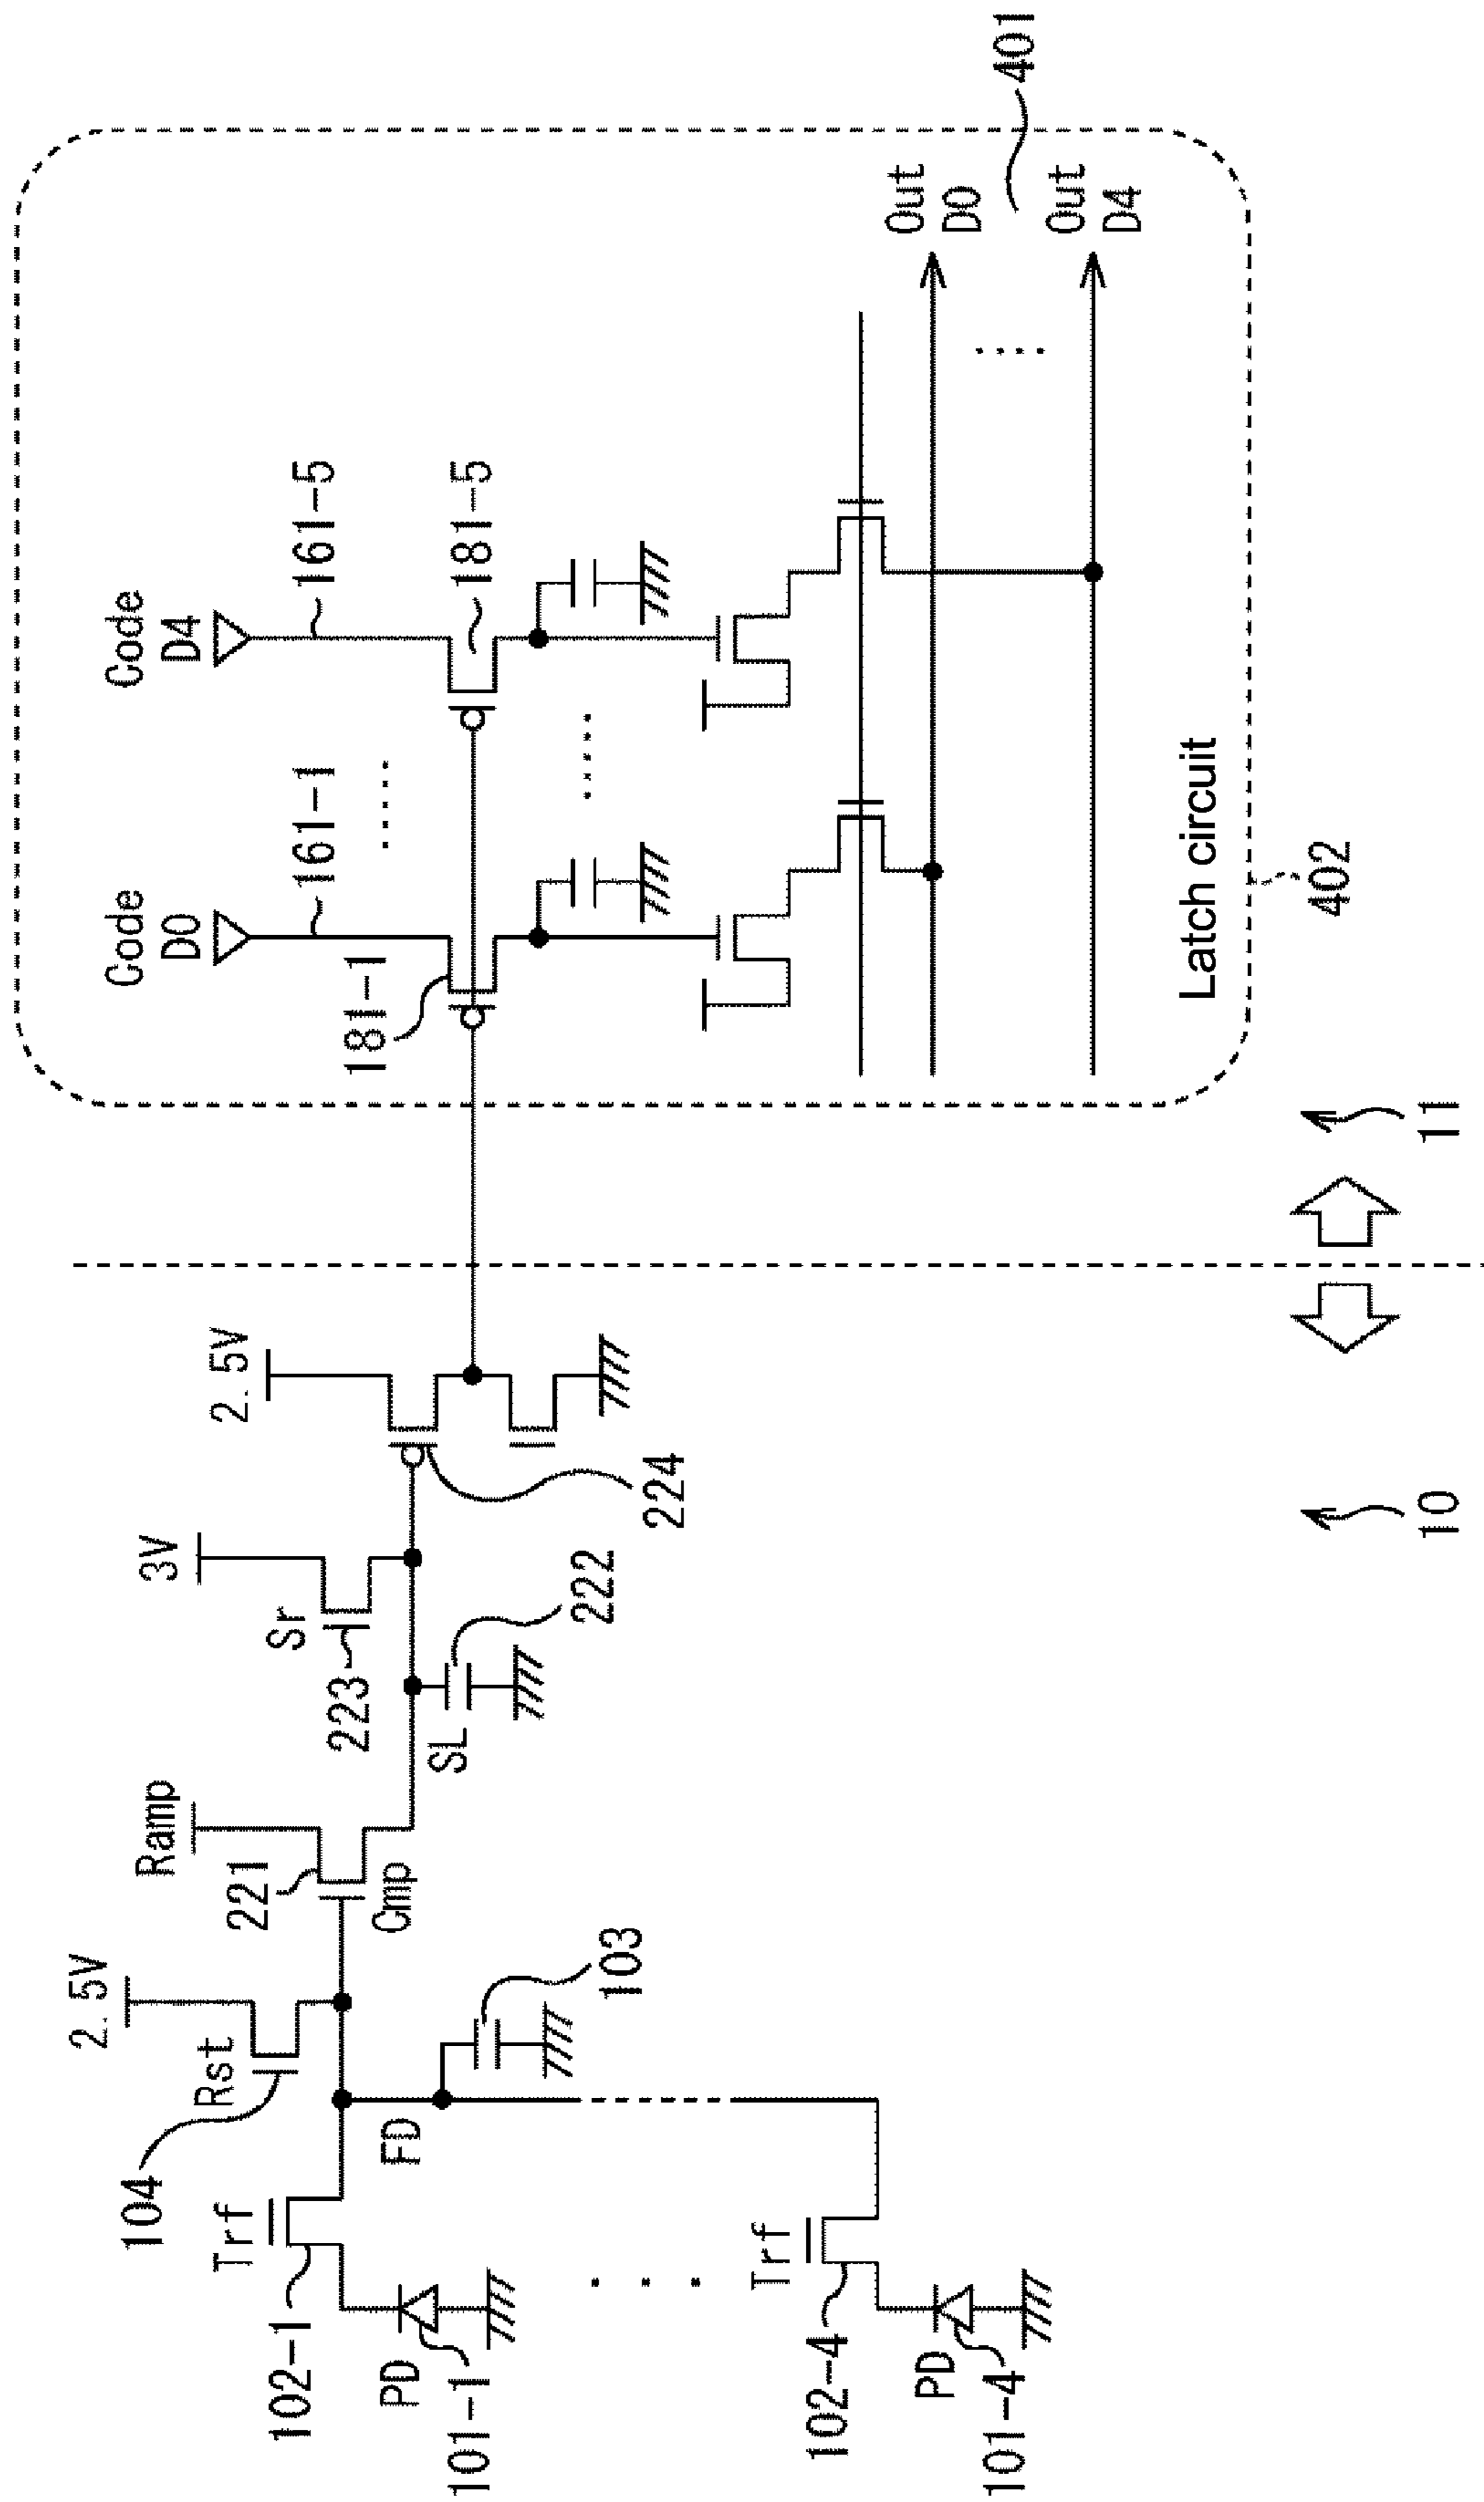 2.5V
Rst
104
Trf
102-1
PD
101-1
FD
103
Trf
102-4
PD
101-4
Ramp
221
Cmp
3V
Sr
223
SL
222
2.5V
224
10
11
Code
D0
161-1
181-1
Code
D4
161-5
181-5
Out
D0
Out
D4
401
Latch circuit
402